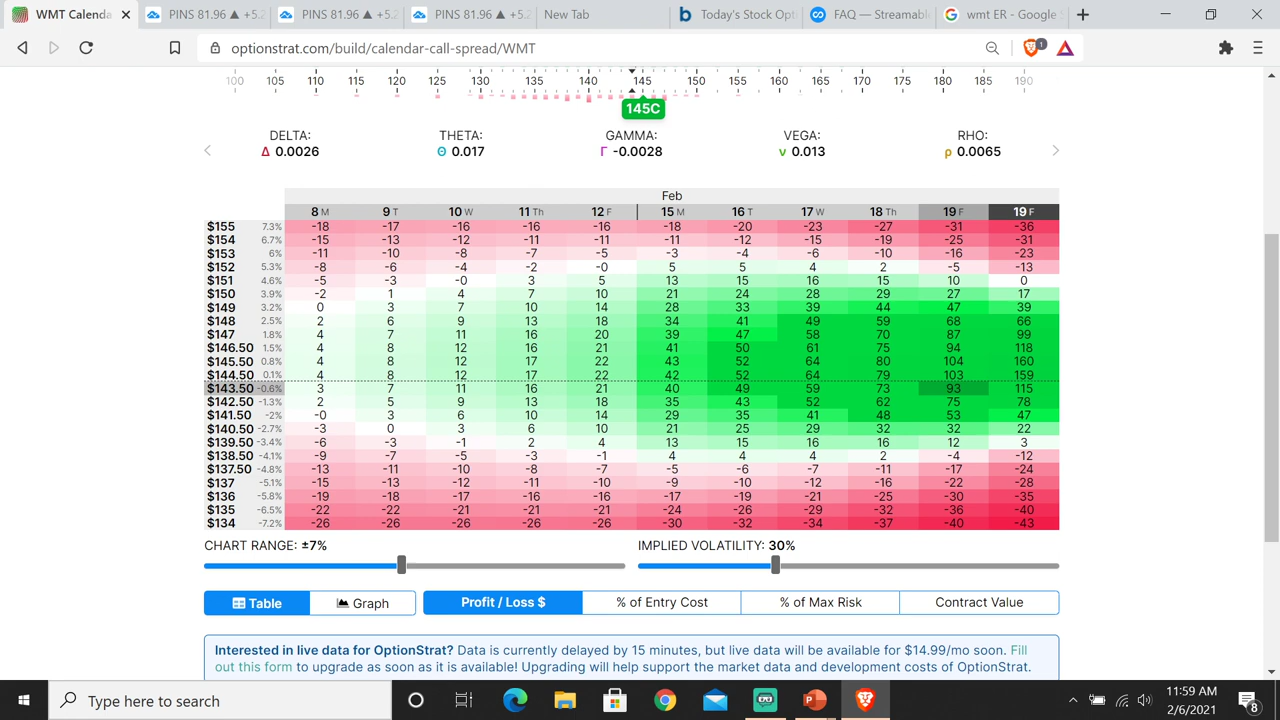 WMT Calenda
PINS 81.96 ▲ +5.2
PINS 81.96 ▲ +5.2
PINS 81.96 ▲ +5.2
New Tab
Today's Stock Opt
FAQ — Streamabl
wmt ER - Google S
optionstrat.com/build/calendar-call-spread/WMT
1
100 105 110 115 120 125 130 135 140 145 150 155 160 165 170 175 180 185 190
145C
DELTA: THETA: GAMMA: VEGA: RHO:
Δ 0.0026 Θ 0.017 Γ -0.0028 ν 0.013 ρ 0.0065
Feb
8 M 9 T 10 W 11 Th 12 F 15 M 16 T 17 W 18 Th 19 F 19 F
$155 7.3% -18 -17 -16 -16 -16 -18 -20 -23 -27 -31 -36
$154 6.7% -15 -13 -12 -11 -11 -11 -12 -15 -19 -25 -31
$153 6% -11 -10 -8 -7 -5 -3 -4 -6 -10 -16 -23
$152 5.3% -8 -6 -4 -2 -0 5 5 4 2 -5 -13
$151 4.6% -5 -3 -0 3 5 13 15 16 15 10 0
$150 3.9% -2 1 4 7 10 21 24 28 29 27 17
$149 3.2% 0 3 7 10 14 28 33 39 44 47 39
$148 2.5% 2 6 9 13 18 34 41 49 59 68 66
$147 1.8% 4 7 11 16 20 39 47 58 70 87 99
$146.50 1.5% 4 8 12 16 21 41 50 61 75 94 118
$145.50 0.8% 4 8 12 17 22 43 52 64 80 104 160
$144.50 0.1% 4 8 12 17 22 42 52 64 79 103 159
$143.50 -0.6% 3 7 11 16 21 40 49 59 73 93 115
$142.50 -1.3% 2 5 9 13 18 35 43 52 62 75 78
$141.50 -2% -0 3 6 10 14 29 35 41 48 53 47
$140.50 -2.7% -3 0 3 6 10 21 25 29 32 32 22
$139.50 -3.4% -6 -3 -1 2 4 13 15 16 16 12 3
$138.50 -4.1% -9 -7 -5 -3 -1 4 4 4 2 -4 -12
$137.50 -4.8% -13 -11 -10 -8 -7 -5 -6 -7 -11 -17 -24
$137 -5.1% -15 -13 -12 -11 -10 -9 -10 -12 -16 -22 -28
$136 -5.8% -19 -18 -17 -16 -16 -17 -19 -21 -25 -30 -35
$135 -6.5% -22 -22 -21 -21 -21 -24 -26 -29 -32 -36 -40
$134 -7.2% -26 -26 -26 -26 -26 -30 -32 -34 -37 -40 -43
CHART RANGE: ±7% IMPLIED VOLATILITY: 30%
Table Graph Profit / Loss $ % of Entry Cost % of Max Risk Contract Value
Interested in live data for OptionStrat? Data is currently delayed by 15 minutes, but live data will be available for $14.99/mo soon. Fill
out this form to upgrade as soon as it is available! Upgrading will help support the market data and development costs of OptionStrat.
Type here to search
11:59 AM
2/6/2021
8